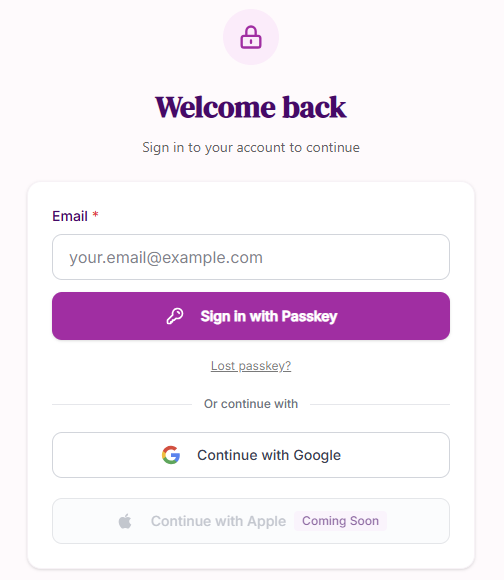 Welcome back
Sign in to your account to continue
Email *
your.email@example.com
Sign in with Passkey
Lost passkey?
Or continue with
Continue with Google
Continue with Apple Coming Soon